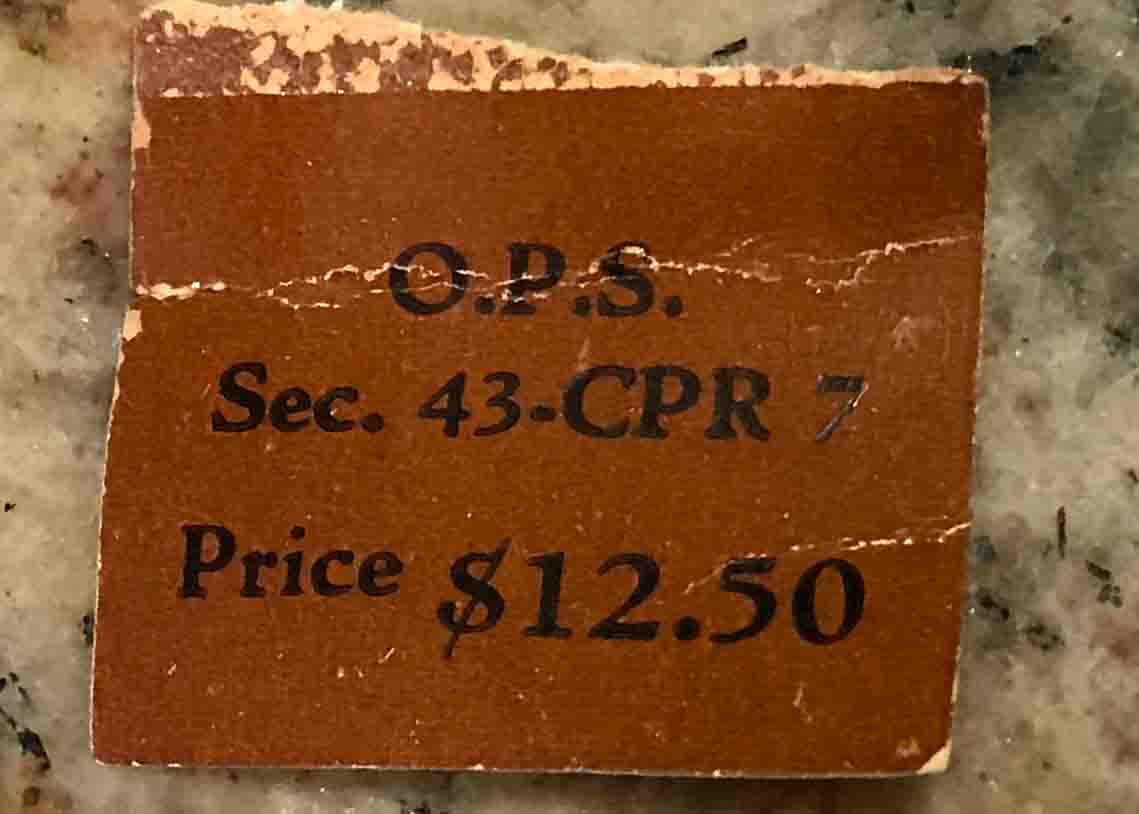 O.P.S.
Sec. 43-CPR 7
Price $12.50